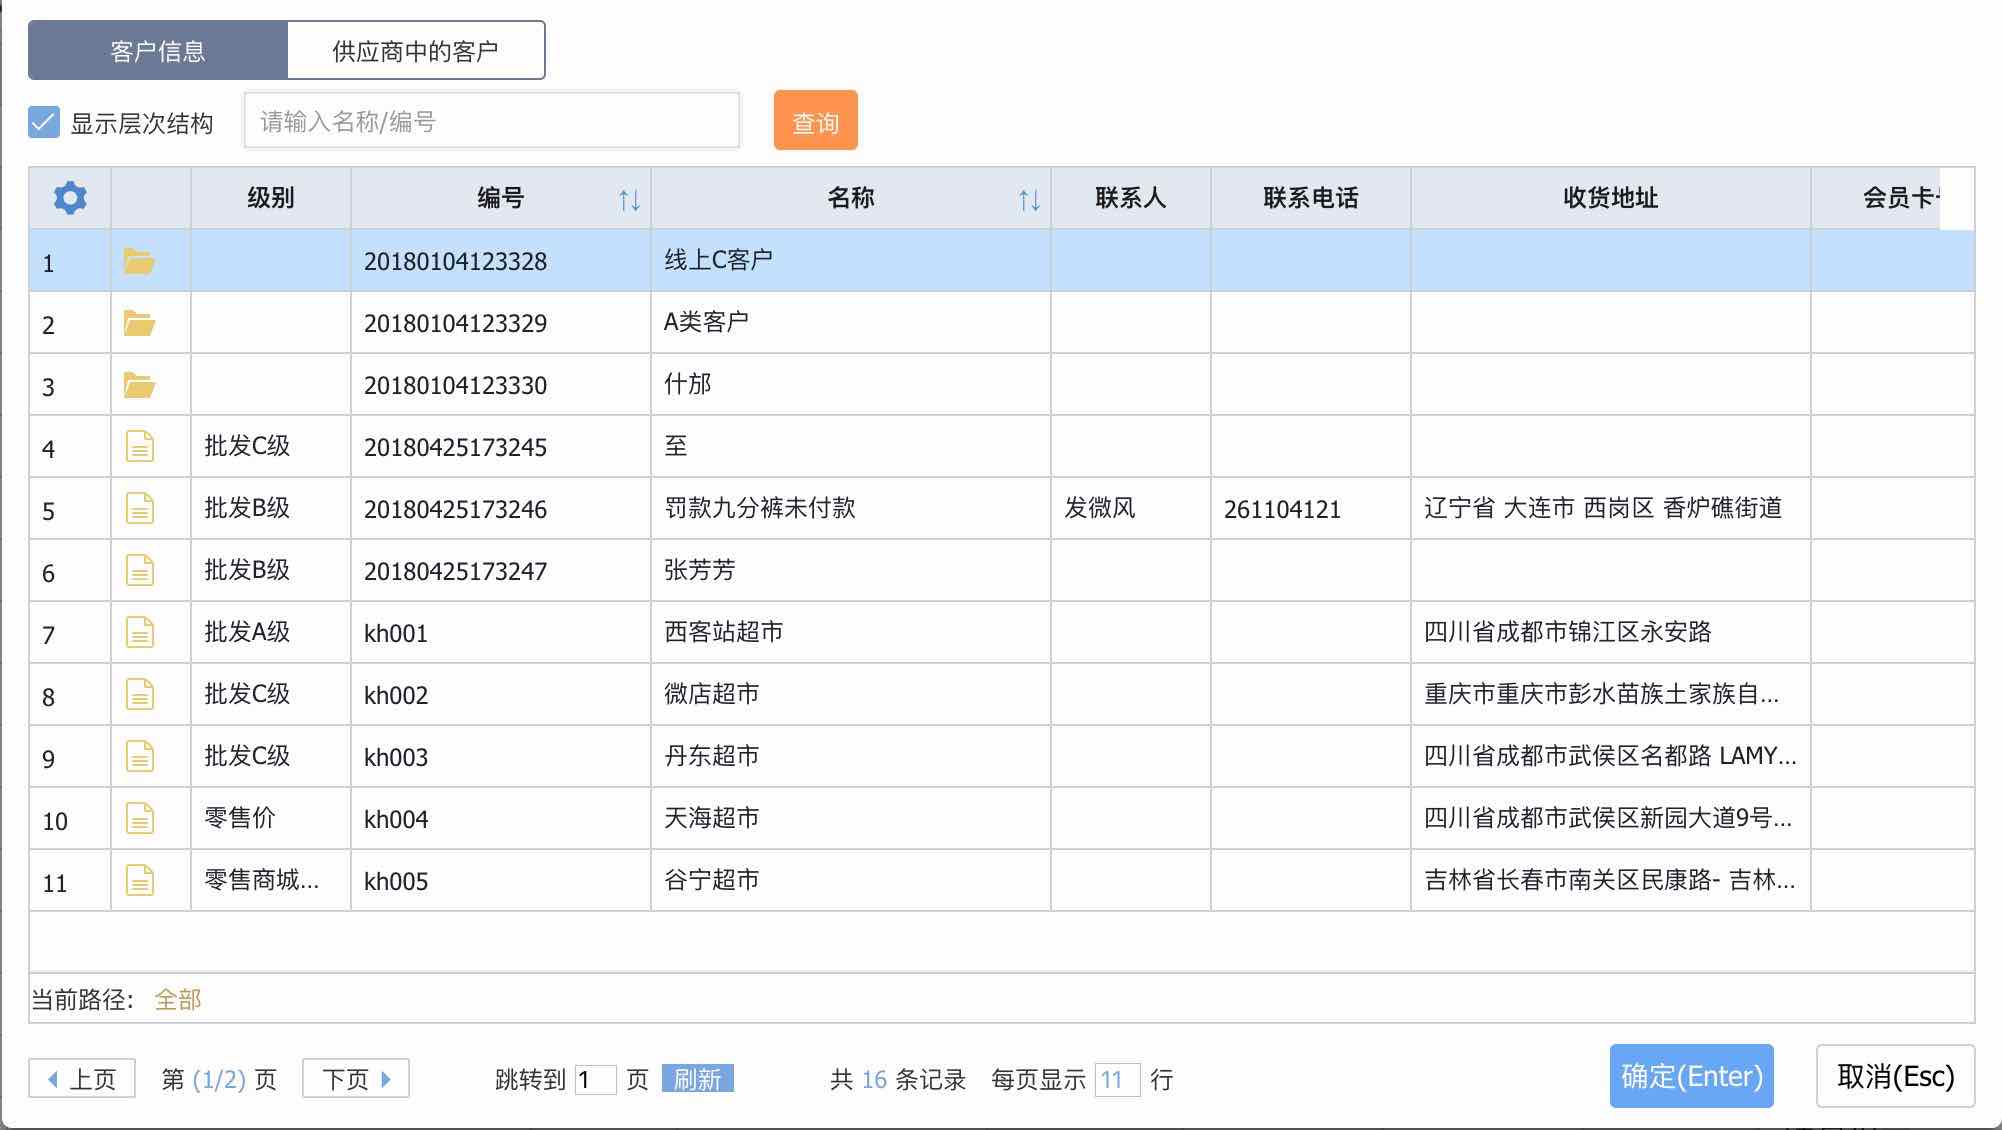 客户信息 供应商中的客户
显示层次结构 请输入名称/编号 查询
级别 编号 名称 联系人 联系电话 收货地址 会员卡
1 20180104123328 线上C客户
2 20180104123329 A类客户
3 20180104123330 什邡
4 批发C级 20180425173245 至
5 批发B级 20180425173246 罚款九分裤未付款 发微风 261104121 辽宁省 大连市 西岗区 香炉礁街道
6 批发B级 20180425173247 张芳芳
7 批发A级 kh001 西客站超市 四川省成都市锦江区永安路
8 批发C级 kh002 微店超市 重庆市重庆市彭水苗族土家族自...
9 批发C级 kh003 丹东超市 四川省成都市武侯区名都路 LAMY...
10 零售价 kh004 天海超市 四川省成都市武侯区新园大道9号...
11 零售商城... kh005 谷宁超市 吉林省长春市南关区民康路- 吉林...
当前路径: 全部
上页 第 (1/2) 页 下页 跳转到 1 页 刷新 共 16 条记录 每页显示 11 行 确定(Enter) 取消(Esc)